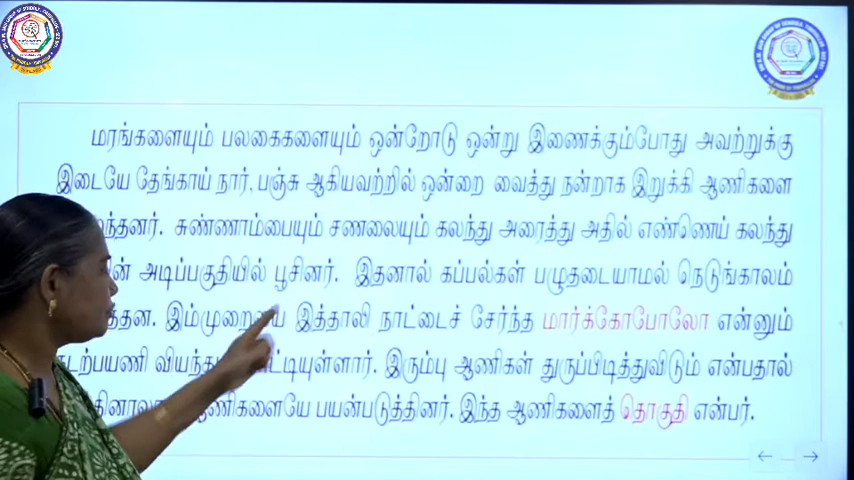 மரங்களையும் பலகைகளையும் ஒன்றோடு ஒன்று இணைக்கும்போது அவற்றுக்கு
இடையே தேங்காய் நார், பஞ்சு ஆகியவற்றில் ஒன்றை வைத்து நன்றாக இறுக்கி ஆணிகளை
சுண்ணாம்பையும் சணலையும் கலந்து அரைத்து அதில் எண்ணெய் கலந்து
அடிப்பகுதியில் பூசினர். இதனால் கப்பல்கள் பழுதடையாமல் நெடுங்காலம்
இம்முறையை இத்தாலி நாட்டைச் சேர்ந்த மார்க்கோபோலோ என்னும்
கடற்பயணி இரும்பு ஆணிகள் துருப்பிடித்துவிடும் என்பதால்
ஆணிகளையே பயன்படுத்தினர். இந்த ஆணிகளைத் தொகுதி என்பர்.